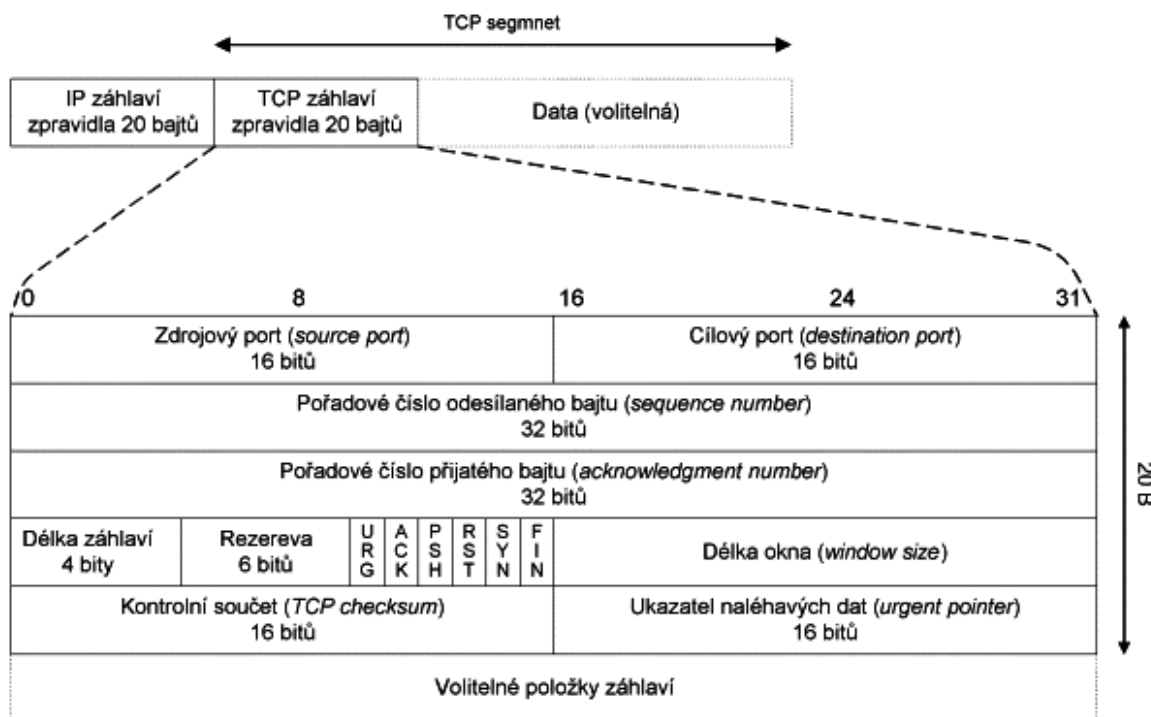 TCP segmnet
IP záhlaví
zpravidla 20 bajtů
TCP záhlaví
zpravidla 20 bajtů
Data (volitelná)
0 8 16 24 31
Zdrojový port (source port)
16 bitů
Cílový port (destination port)
16 bitů
Pořadové číslo odesílaného bajtu (sequence number)
32 bitů
Pořadové číslo přijatého bajtu (acknowledgment number)
32 bitů
20 B
Délka záhlaví
4 bity
Rezereva
6 bitů
URG
ACK
PSH
RST
SYN
FIN
Délka okna (window size)
Kontrolní součet (TCP checksum)
16 bitů
Ukazatel naléhavých dat (urgent pointer)
16 bitů
Volitelné položky záhlaví